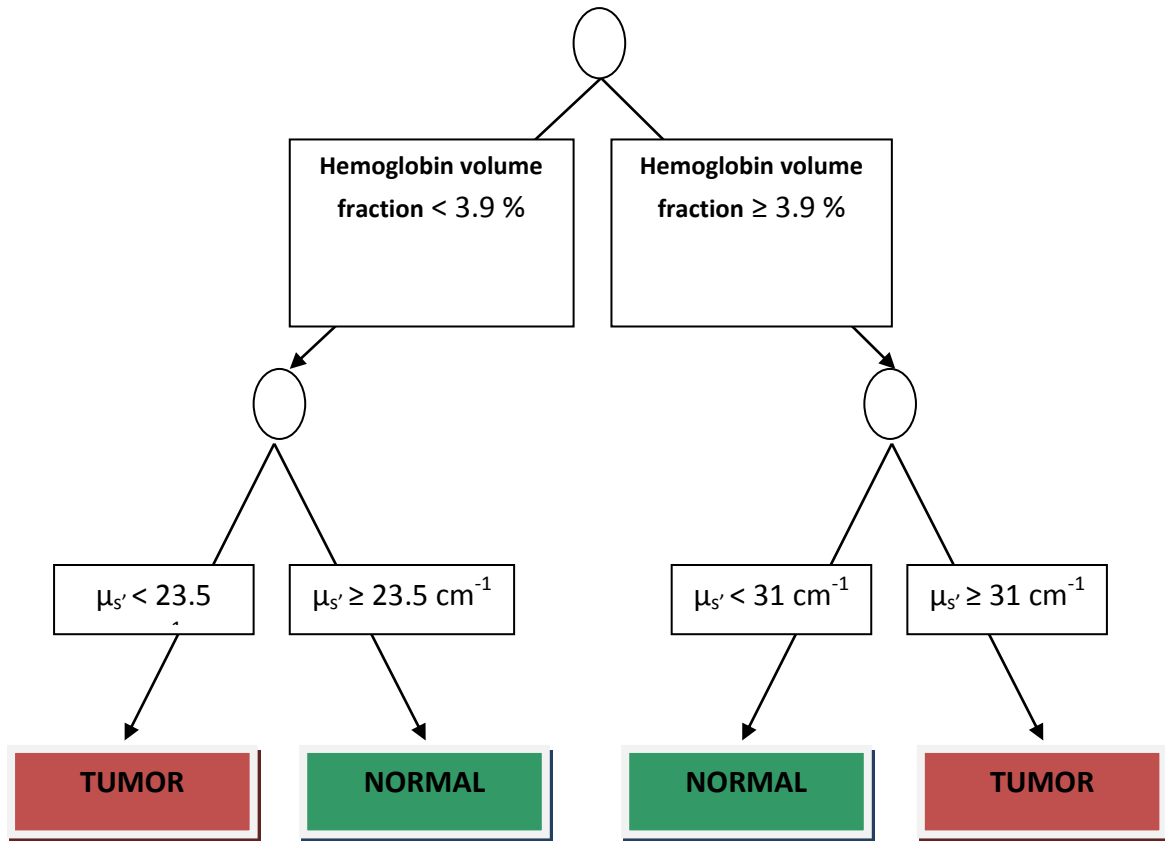 Hemoglobin volume
fraction < 3.9 %
Hemoglobin volume
fraction ≥ 3.9 %
μs′ < 23.5
μs′ ≥ 23.5 cm-1
μs′ < 31 cm-1
μs′ ≥ 31 cm-1
TUMOR
NORMAL
NORMAL
TUMOR